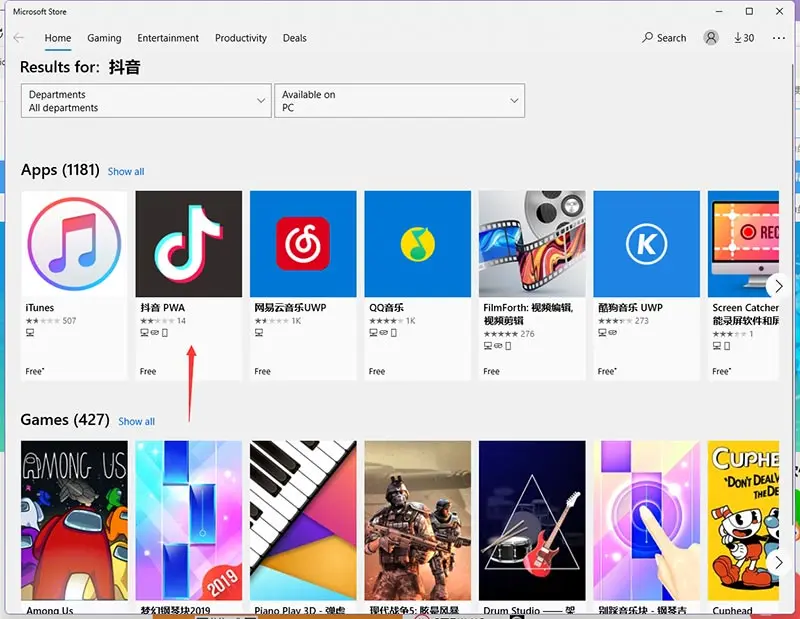 Microsoft Store
Home Gaming Entertainment Productivity Deals
Search
30
Results for: 抖音
Departments
All departments
Available on
PC
Apps (1181) Show all
iTunes
507
Free+
抖音 PWA
14
Free
网易云音乐UWP
1K
Free
QQ音乐
1K
Free
FilmForth: 视频编辑,
视频剪辑
276
Free
K
酷狗音乐 UWP
273
Free+
REC
Screen Catcher
能录屏软件和屏
1
Free+
Games (427) Show all
AMONG US
Among Us
2019
梦幻钢琴块2019
Piano Play 3D - 弹虚
现代战争5: 眩晕风暴
Drum Studio —— 架
别踩音乐块 - 钢琴古
CUPHE
"DON'T DEAL
THE DE
Cuphead